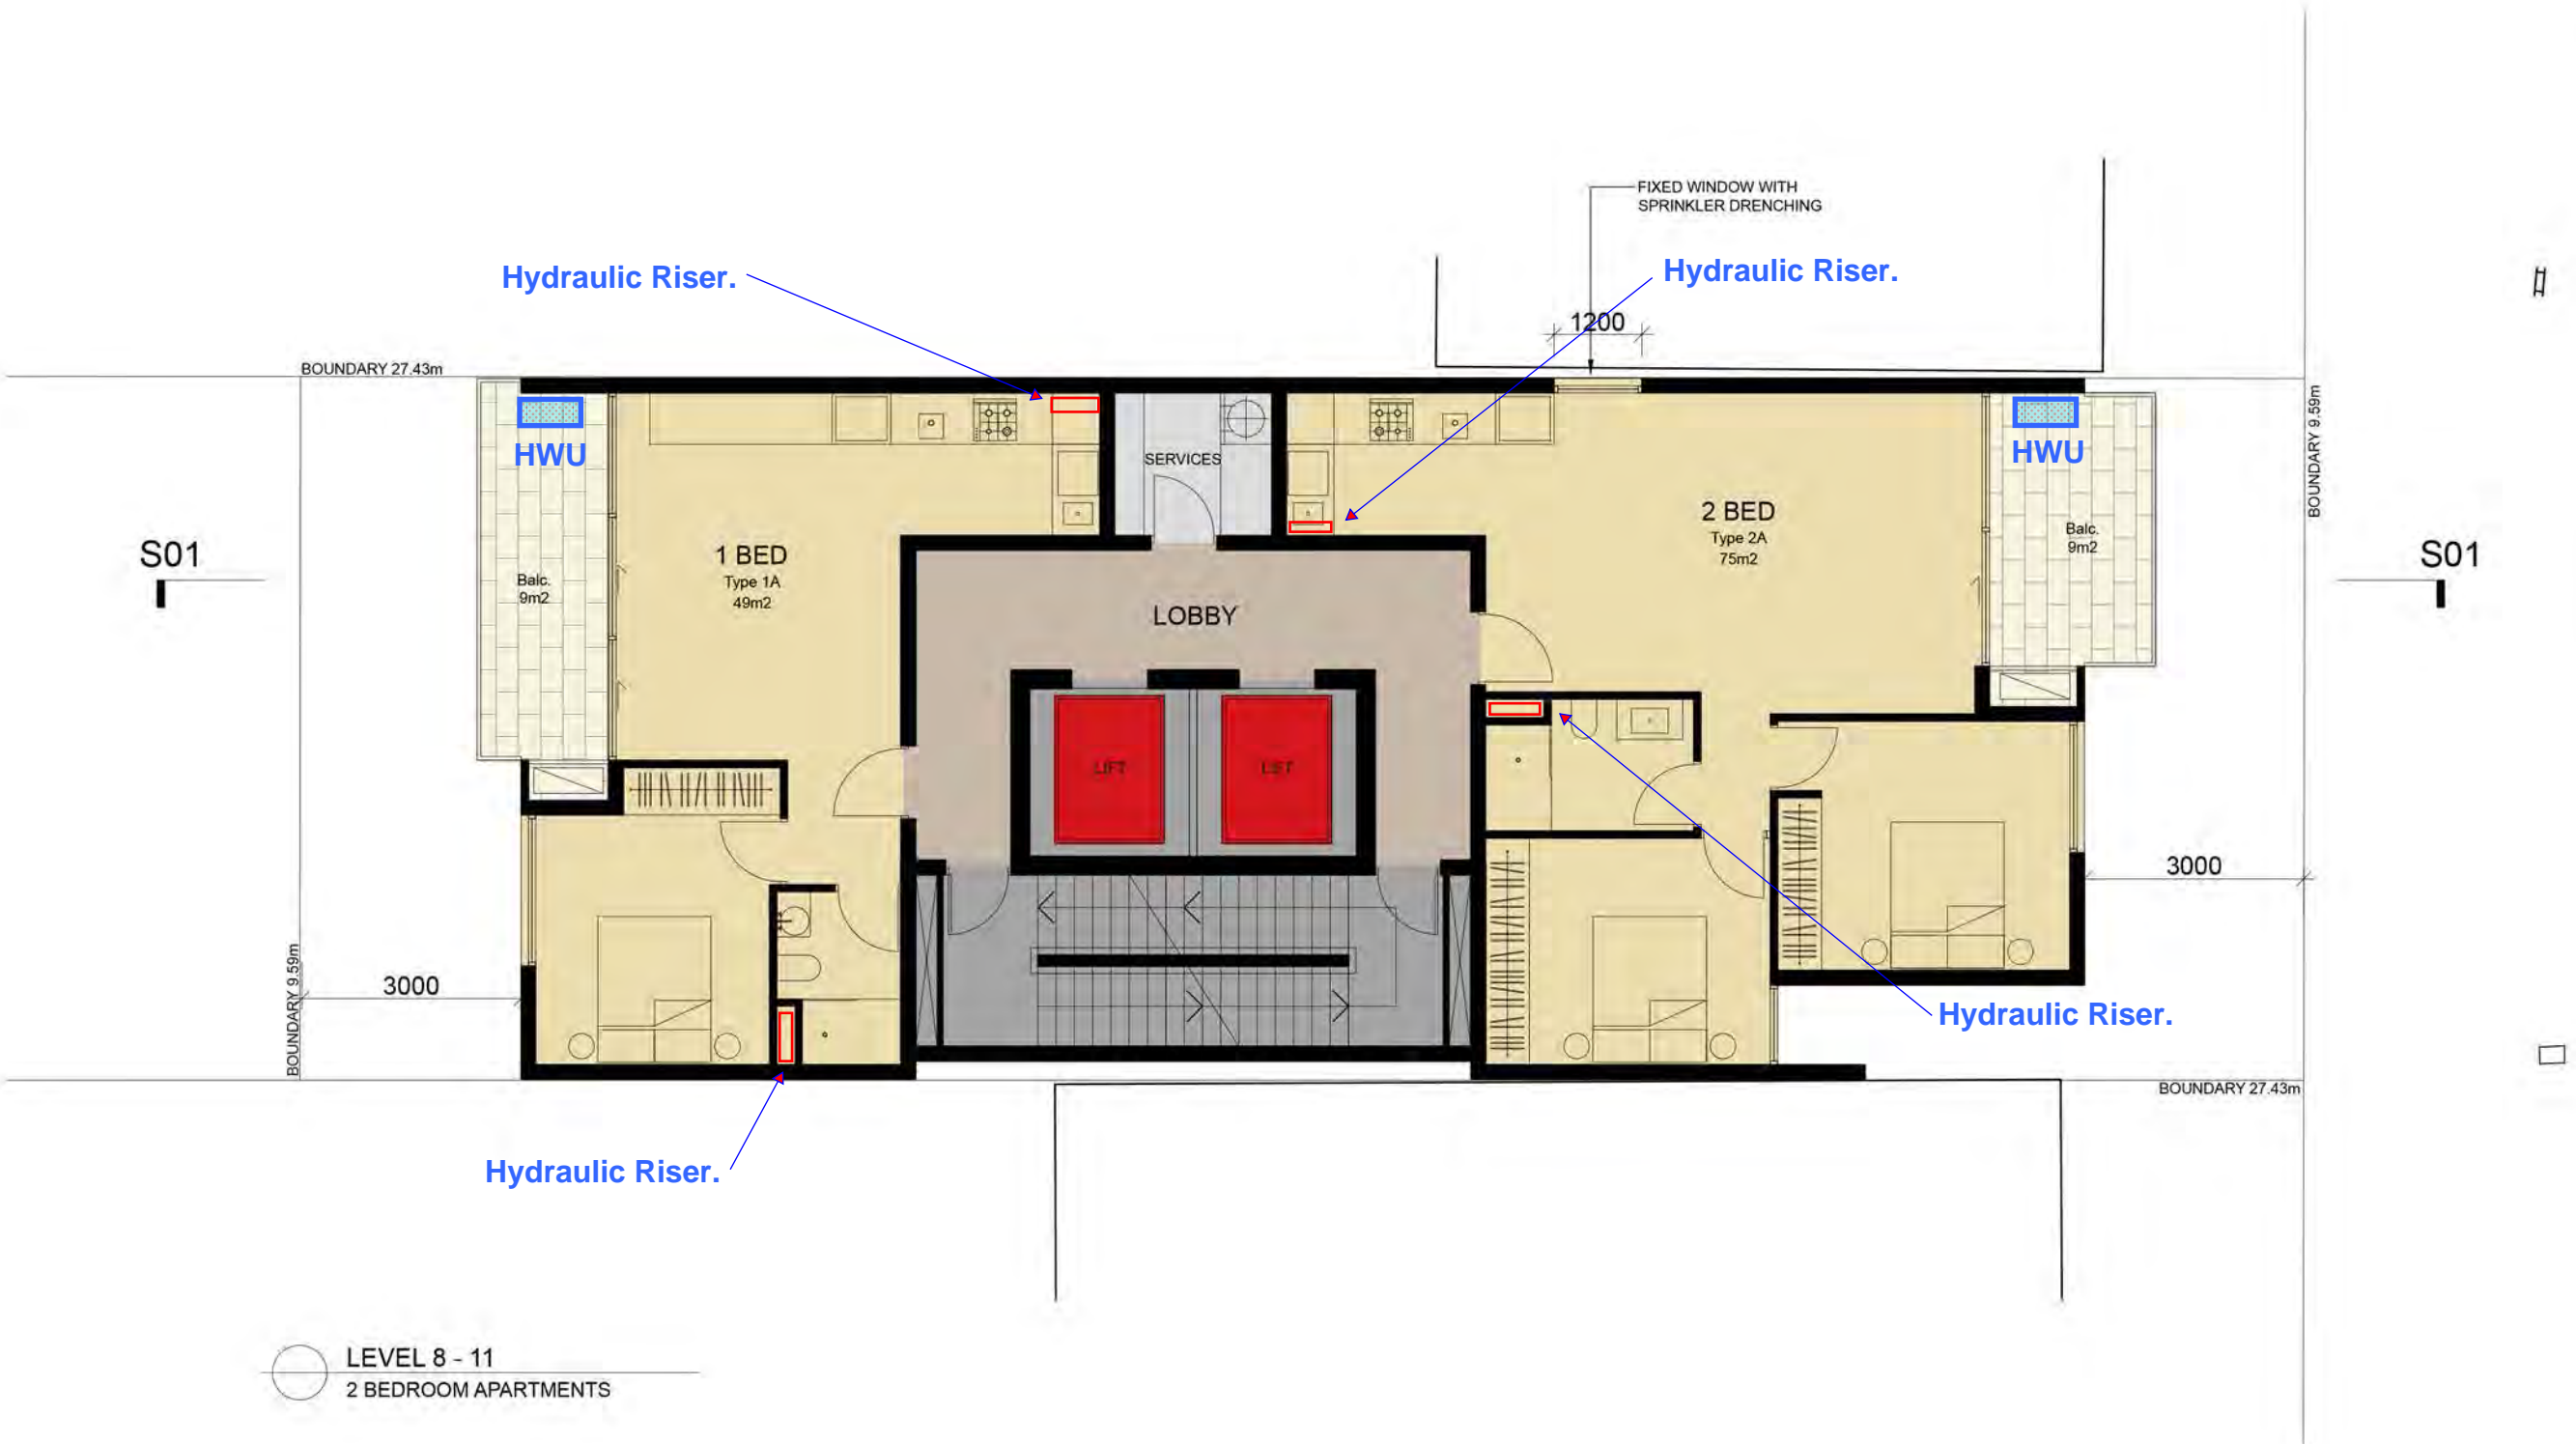 FIXED WINDOW WITH
SPRINKLER DRENCHING
Hydraulic Riser.
Hydraulic Riser.
1200
BOUNDARY 27.43m
BOUNDARY 9.59m
HWU
HWU
SERVICES
1 BED
Type 1A
49m2
2 BED
Type 2A
75m2
Balc.
9m2
Balc.
9m2
S01
S01
LOBBY
LIFT
LIFT
3000
3000
BOUNDARY 9.59m
Hydraulic Riser.
BOUNDARY 27.43m
Hydraulic Riser.
LEVEL 8 - 11
2 BEDROOM APARTMENTS